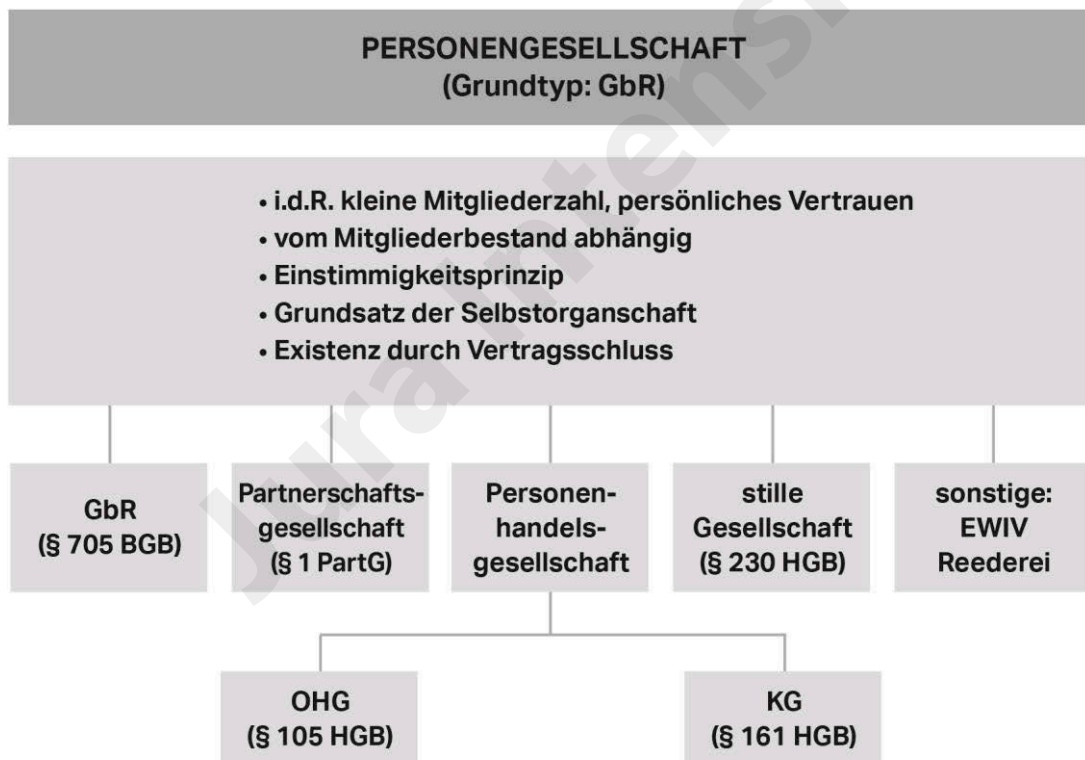 PERSONENGESELLSCHAFT
(Grundtyp: GbR)
• i.d.R. kleine Mitgliederzahl, persönliches Vertrauen
• vom Mitgliederbestand abhängig
• Einstimmigkeitsprinzip
• Grundsatz der Selbstorganschaft
• Existenz durch Vertragsschluss
GbR
(§ 705 BGB)
Partnerschafts-
gesellschaft
(§ 1 PartG)
Personen-
handels-
gesellschaft
stille
Gesellschaft
(§ 230 HGB)
sonstige:
EWIV
Reederei
OHG
(§ 105 HGB)
KG
(§ 161 HGB)
Jura Intensi